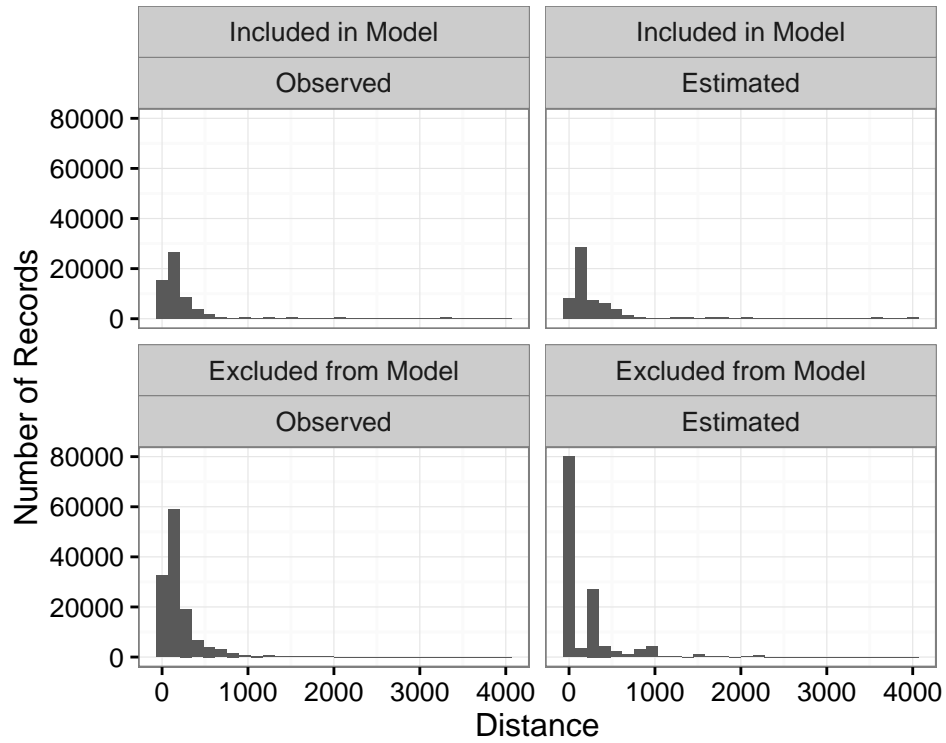 Included in Model
Included in Model
Observed
Estimated
80000
60000
40000
20000
0
Excluded from Model
Excluded from Model
Observed
Estimated
80000
60000
40000
20000
0
0 1000 2000 3000 4000
0 1000 2000 3000 4000
Distance
Number of Records